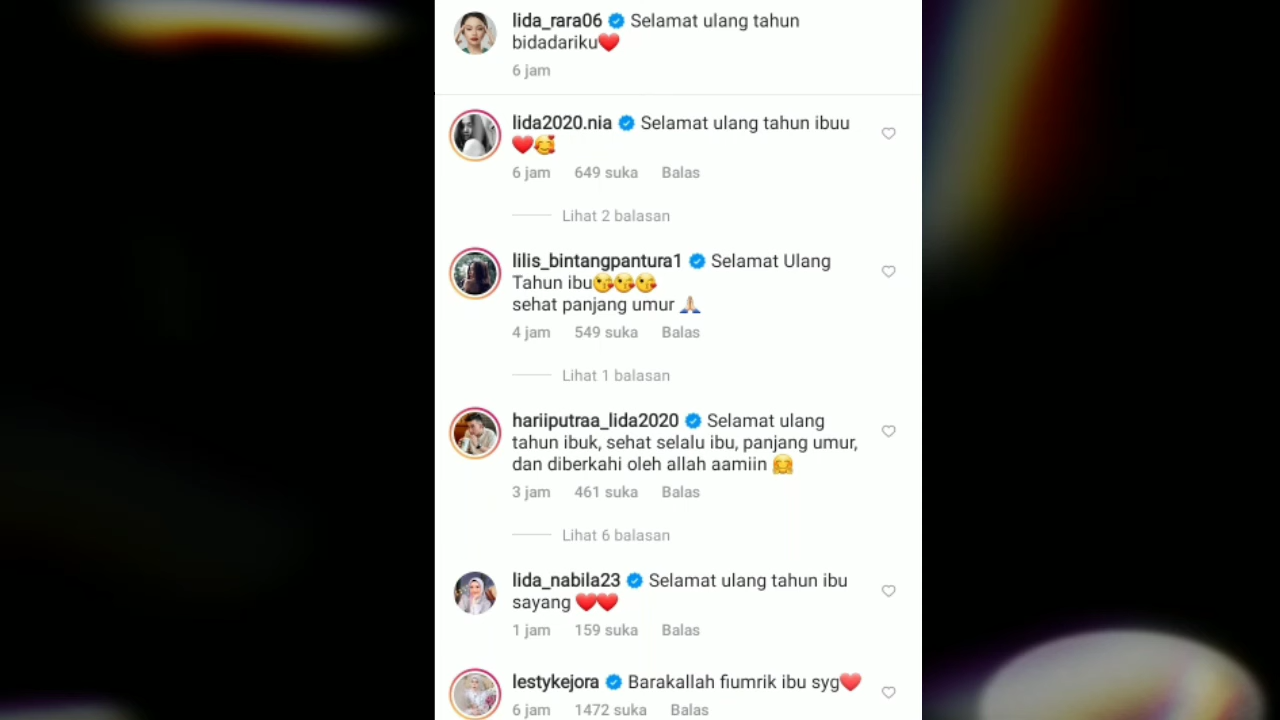 lida_rara06 Selamat ulang tahun
bidadariku❤️
6 jam
lida2020.nia Selamat ulang tahun ibuu
❤️🥰
6 jam 649 suka Balas
Lihat 2 balasan
lilis_bintangpantura1 Selamat Ulang
Tahun ibu😘😘😘
sehat panjang umur 🙏
4 jam 549 suka Balas
Lihat 1 balasan
hariiputraa_lida2020 Selamat ulang
tahun ibuk, sehat selalu ibu, panjang umur,
dan diberkahi oleh allah aamiin 🤗
3 jam 461 suka Balas
Lihat 6 balasan
lida_nabila23 Selamat ulang tahun ibu
sayang ❤️❤️
1 jam 159 suka Balas
lestykejora Barakallah fiumrik ibu syg❤️
6 jam 1472 suka Balas